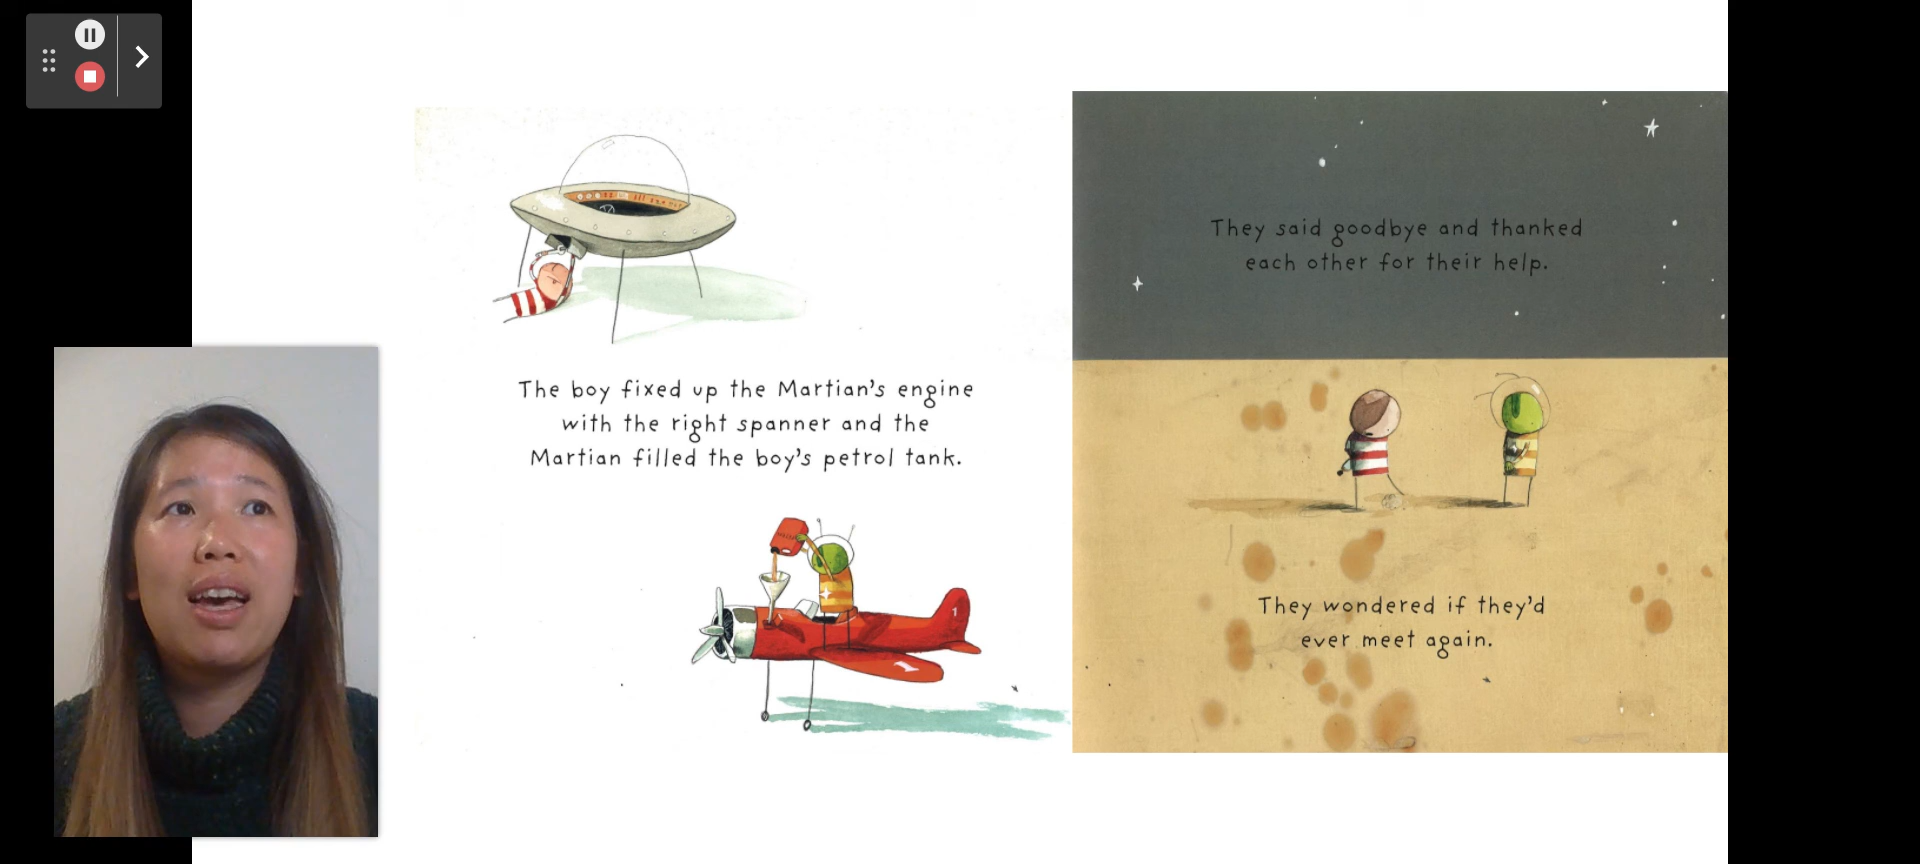 The boy fixed up the Martian's engine
with the right spanner and the
Martian filled the boy's petrol tank.
1
They said goodbye and thanked
each other for their help.
They wondered if they'd
ever meet again.